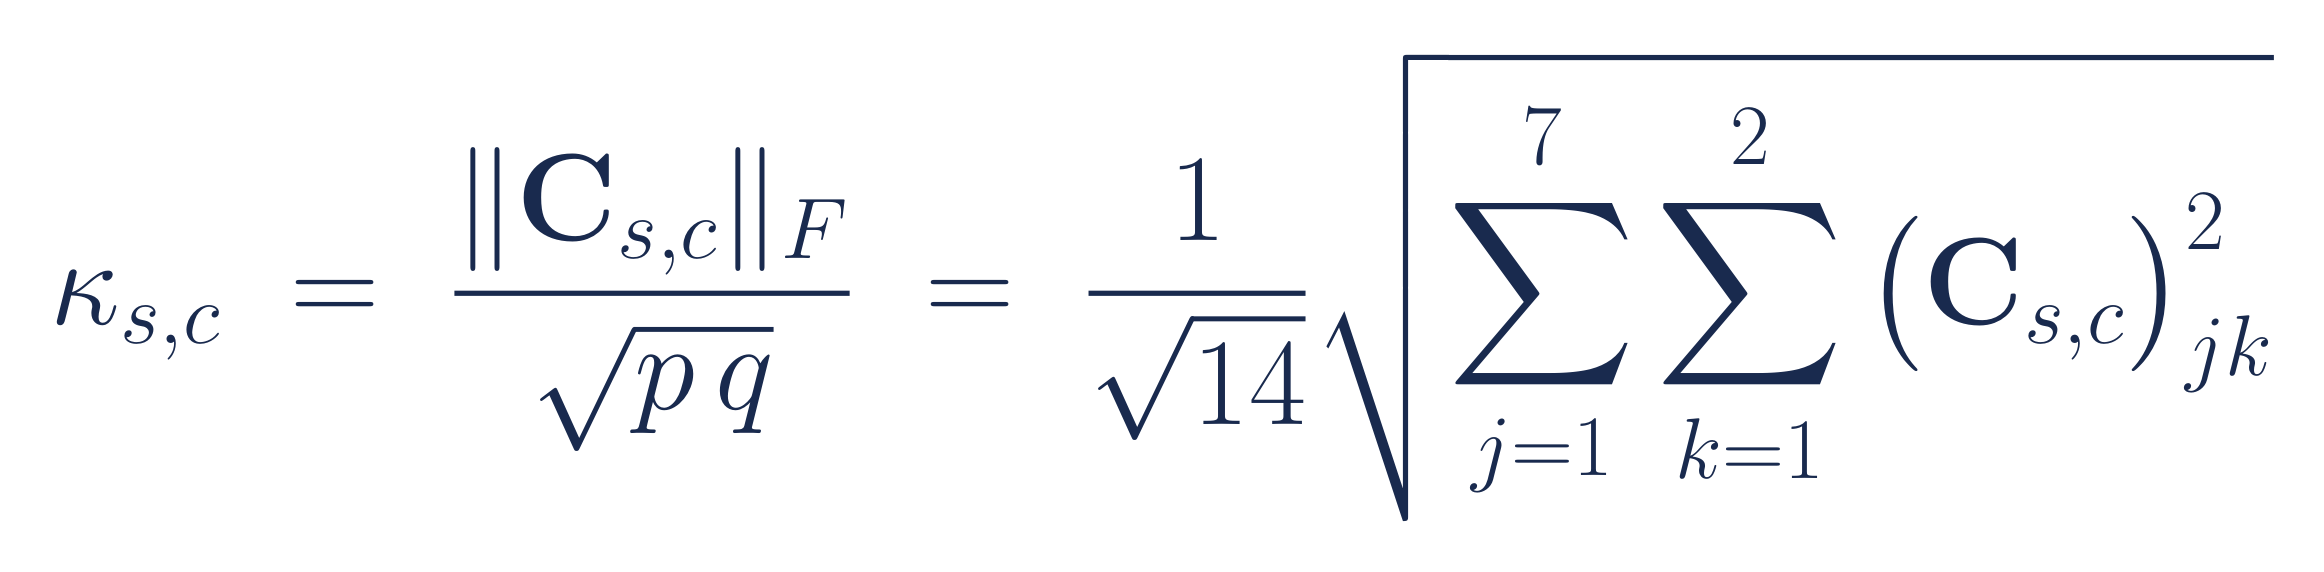 κ_{s,c} = \frac{‖\mathbf{C}_{s,c}‖_F}{\sqrt{p q}} = \frac{1}{\sqrt{14}} \sqrt{\sum_{j=1}^{7} \sum_{k=1}^{2} (\mathbf{C}_{s,c})_{jk}^{2}}